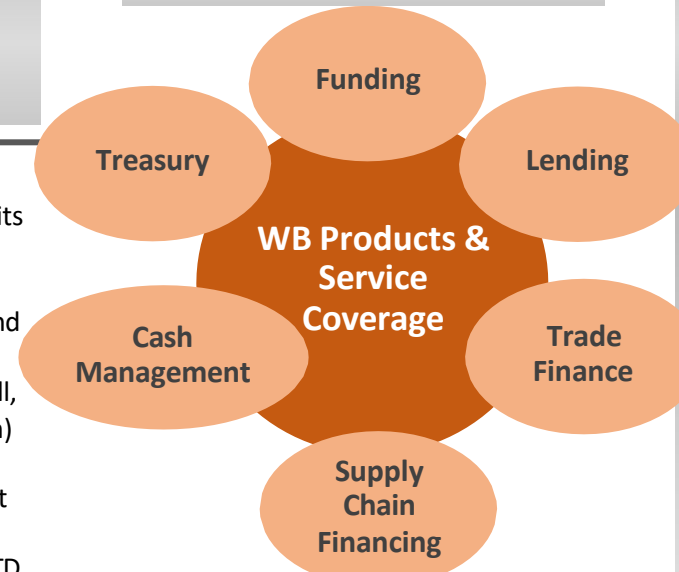 Funding
Treasury
Lending
WB Products &
Service
Coverage
Cash
Management
Trade
Finance
Supply
Chain
Financing